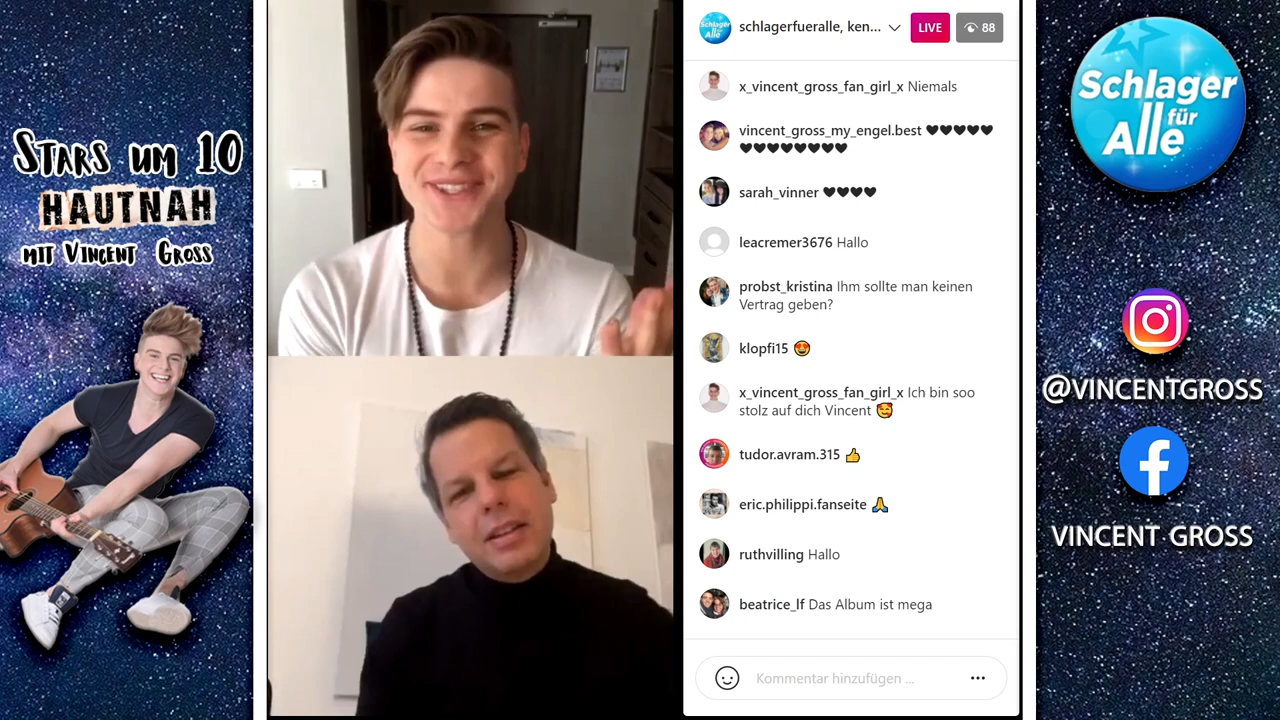 STARS UM 10
HAUTNAH
MIT VINCENT GROSS
schlagerfueralle, ken...
LIVE
88
x_vincent_gross_fan_girl_x Niemals
vincent_gross_my_engel.best 🖤🖤🖤🖤🖤
🖤🖤🖤🖤🖤🖤🖤🖤
sarah_vinner 🖤🖤🖤🖤
leacremer3676 Hallo
probst_kristina Ihm sollte man keinen
Vertrag geben?
klopfi15 😍
x_vincent_gross_fan_girl_x Ich bin soo
stolz auf dich Vincent 🥰
tudor.avram.315 👍
eric.philippi.fanseite 🙏
ruthvilling Hallo
beatrice_lf Das Album ist mega
Kommentar hinzufügen ...
Schlager
für
Alle
@VINCENTGROSS
VINCENT GROSS